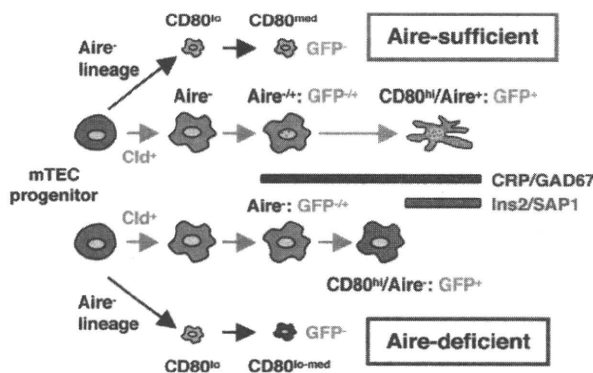 CD80lo CD80med
Aire-
lineage
GFP-
Aire-sufficient
Aire- Aire-/+: GFP-/+ CD80hi/Aire+: GFP+
Cld+
mTEC
progenitor
CRP/GAD67
Ins2/SAP1
Cld+
Aire-: GFP-/+
CD80hi/Aire-: GFP+
Aire-
lineage
GFP-
Aire-deficient
CD80lo CD80lo-med